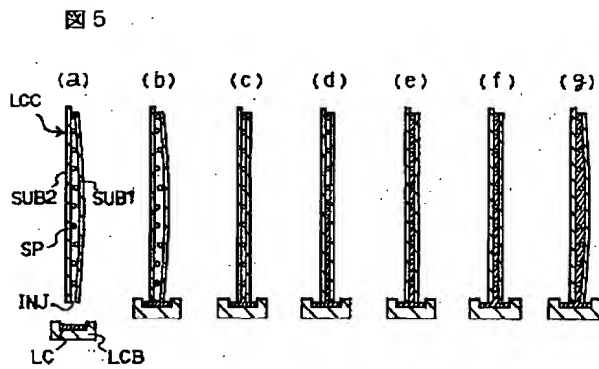 図5
(a) (b) (c) (d) (e) (f) (g)
LCC
SUB2 SUB1
SP
INJ
LC LCB